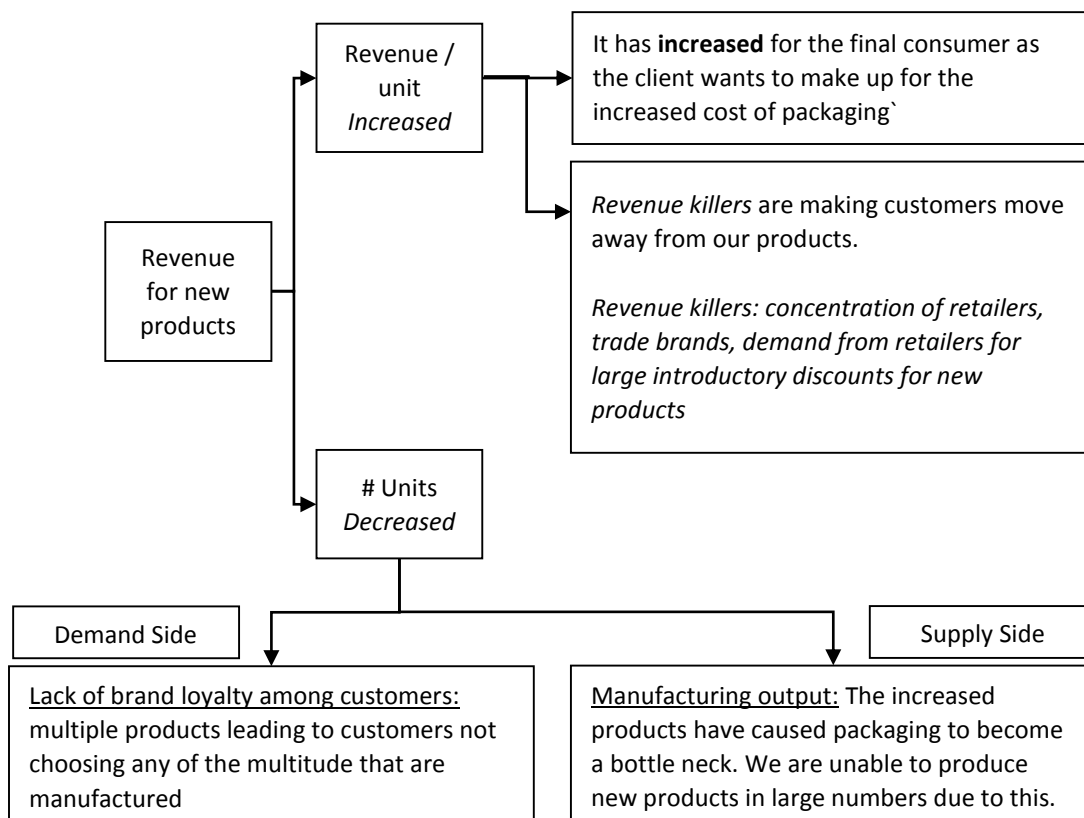 Revenue /
unit
Increased
It has increased for the final consumer as
the client wants to make up for the
increased cost of packaging`
Revenue killers are making customers move
away from our products.
Revenue killers: concentration of retailers,
trade brands, demand from retailers for
large introductory discounts for new
products
Revenue
for new
products
# Units
Decreased
Demand Side
Supply Side
Lack of brand loyalty among customers:
multiple products leading to customers not
choosing any of the multitude that are
manufactured
Manufacturing output: The increased
products have caused packaging to become
a bottle neck. We are unable to produce
new products in large numbers due to this.